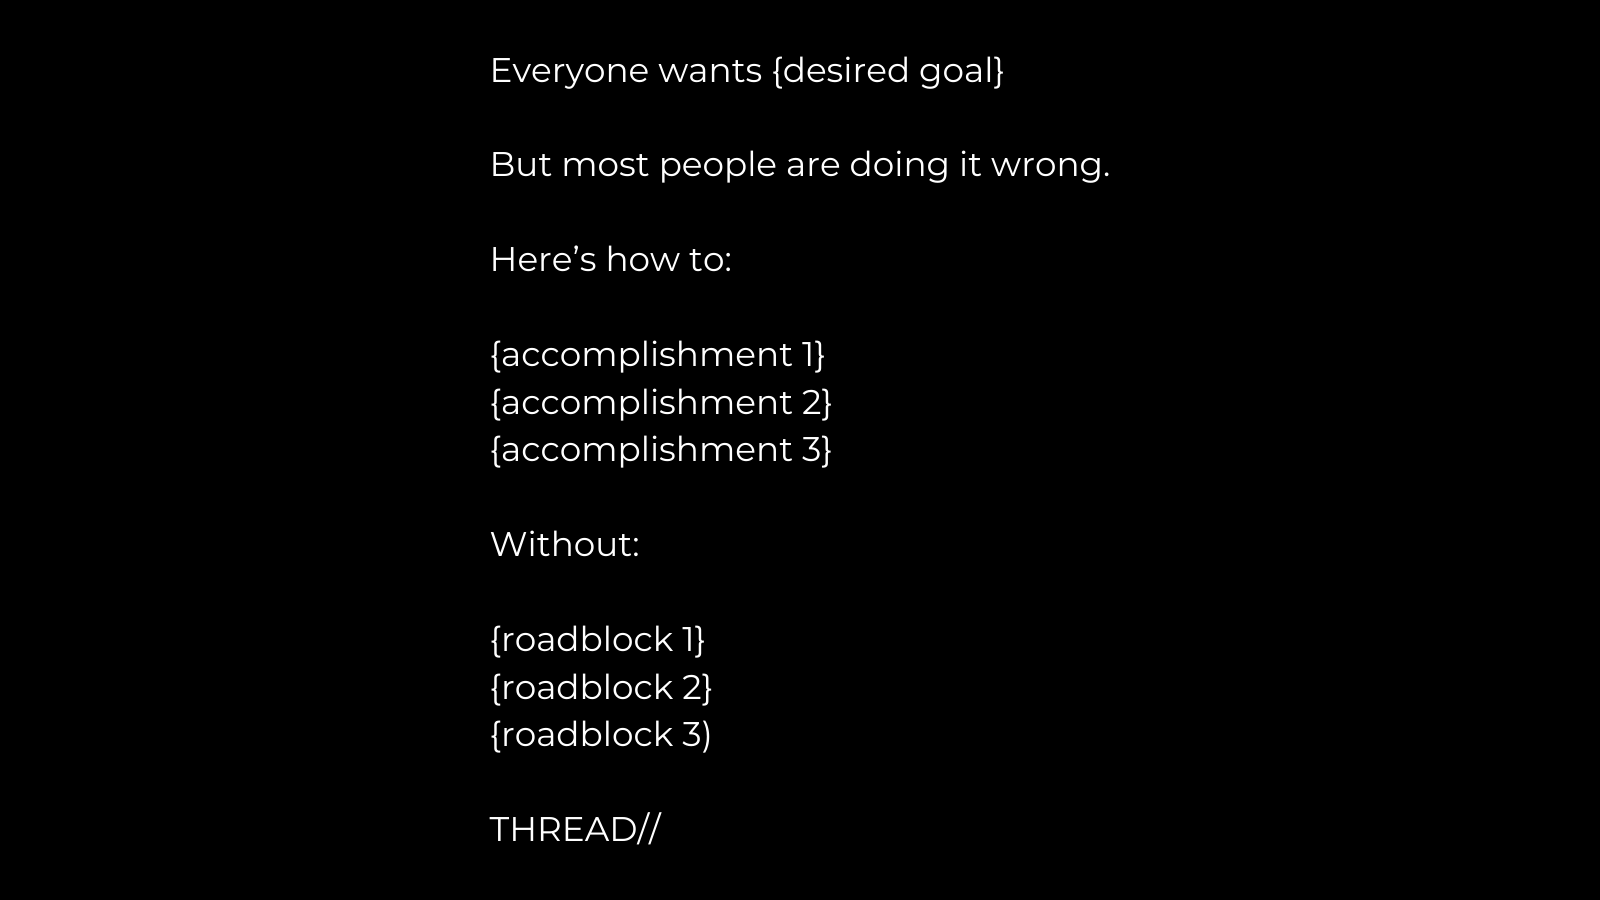 Everyone wants {desired goal}
But most people are doing it wrong.
Here’s how to:
{accomplishment 1}
{accomplishment 2}
{accomplishment 3}
Without:
{roadblock 1}
{roadblock 2}
{roadblock 3)
THREAD//